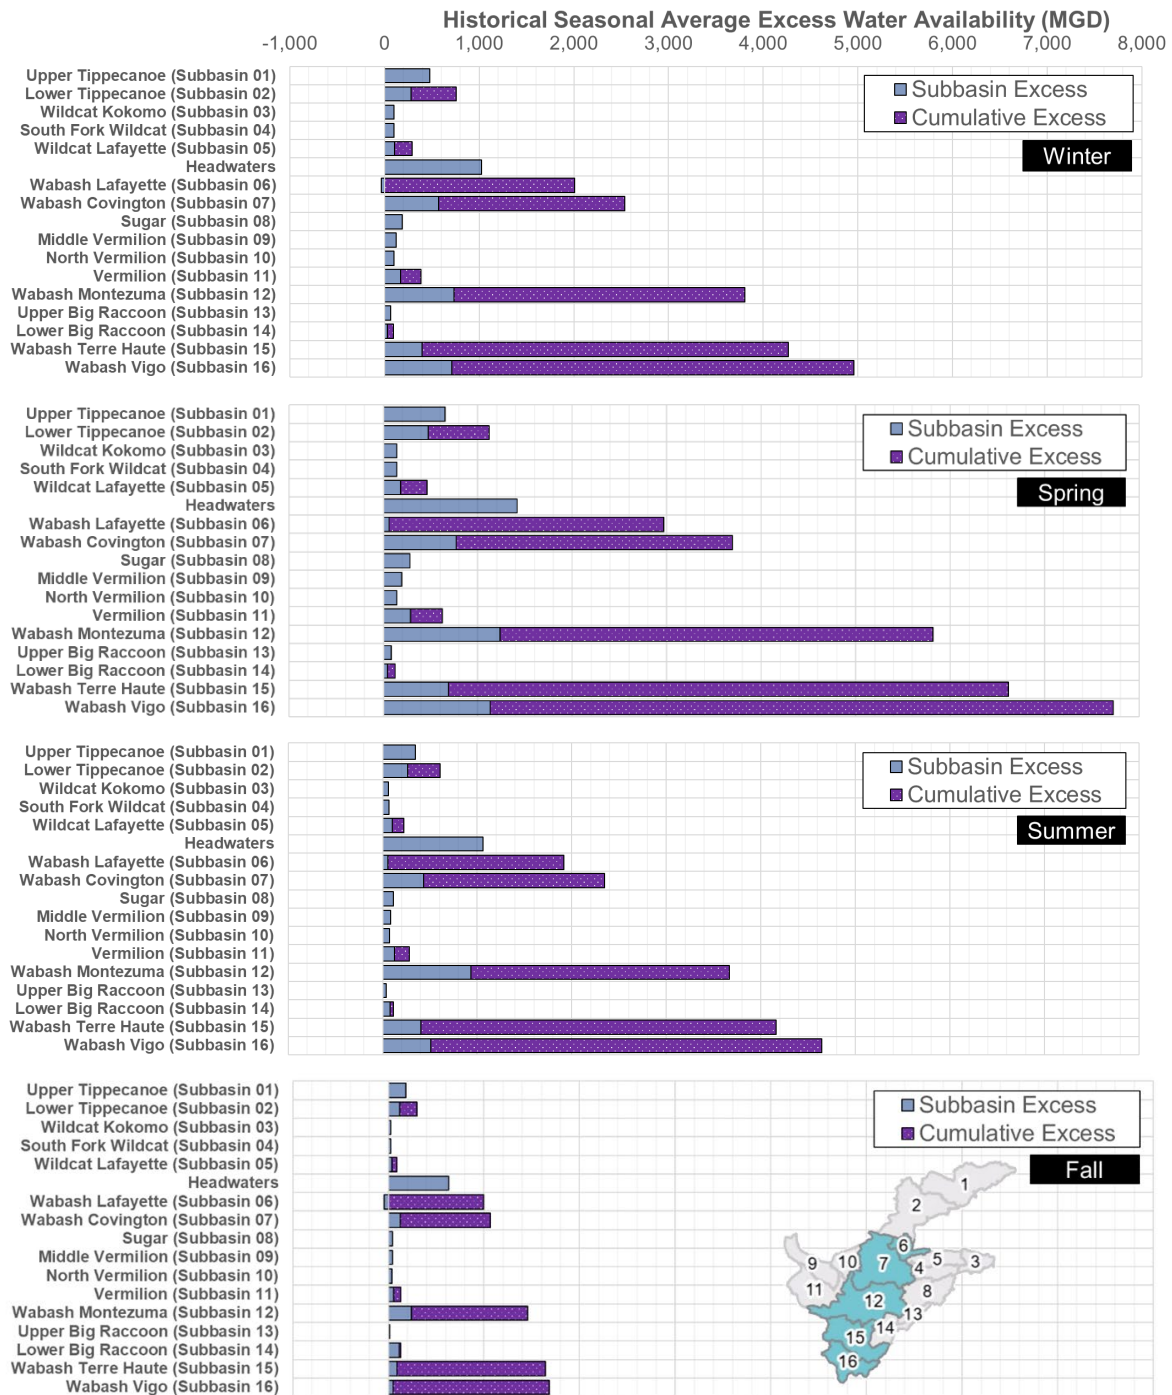 Historical Seasonal Average Excess Water Availability (MGD)
-1,000 0 1,000 2,000 3,000 4,000 5,000 6,000 7,000 8,000
Upper Tippecanoe (Subbasin 01)
Lower Tippecanoe (Subbasin 02)
Wildcat Kokomo (Subbasin 03)
South Fork Wildcat (Subbasin 04)
Wildcat Lafayette (Subbasin 05)
Headwaters
Wabash Lafayette (Subbasin 06)
Wabash Covington (Subbasin 07)
Sugar (Subbasin 08)
Middle Vermilion (Subbasin 09)
North Vermilion (Subbasin 10)
Vermilion (Subbasin 11)
Wabash Montezuma (Subbasin 12)
Upper Big Raccoon (Subbasin 13)
Lower Big Raccoon (Subbasin 14)
Wabash Terre Haute (Subbasin 15)
Wabash Vigo (Subbasin 16)
Subbasin Excess
Cumulative Excess
Winter
Upper Tippecanoe (Subbasin 01)
Lower Tippecanoe (Subbasin 02)
Wildcat Kokomo (Subbasin 03)
South Fork Wildcat (Subbasin 04)
Wildcat Lafayette (Subbasin 05)
Headwaters
Wabash Lafayette (Subbasin 06)
Wabash Covington (Subbasin 07)
Sugar (Subbasin 08)
Middle Vermilion (Subbasin 09)
North Vermilion (Subbasin 10)
Vermilion (Subbasin 11)
Wabash Montezuma (Subbasin 12)
Upper Big Raccoon (Subbasin 13)
Lower Big Raccoon (Subbasin 14)
Wabash Terre Haute (Subbasin 15)
Wabash Vigo (Subbasin 16)
Subbasin Excess
Cumulative Excess
Spring
Upper Tippecanoe (Subbasin 01)
Lower Tippecanoe (Subbasin 02)
Wildcat Kokomo (Subbasin 03)
South Fork Wildcat (Subbasin 04)
Wildcat Lafayette (Subbasin 05)
Headwaters
Wabash Lafayette (Subbasin 06)
Wabash Covington (Subbasin 07)
Sugar (Subbasin 08)
Middle Vermilion (Subbasin 09)
North Vermilion (Subbasin 10)
Vermilion (Subbasin 11)
Wabash Montezuma (Subbasin 12)
Upper Big Raccoon (Subbasin 13)
Lower Big Raccoon (Subbasin 14)
Wabash Terre Haute (Subbasin 15)
Wabash Vigo (Subbasin 16)
Subbasin Excess
Cumulative Excess
Summer
Upper Tippecanoe (Subbasin 01)
Lower Tippecanoe (Subbasin 02)
Wildcat Kokomo (Subbasin 03)
South Fork Wildcat (Subbasin 04)
Wildcat Lafayette (Subbasin 05)
Headwaters
Wabash Lafayette (Subbasin 06)
Wabash Covington (Subbasin 07)
Sugar (Subbasin 08)
Middle Vermilion (Subbasin 09)
North Vermilion (Subbasin 10)
Vermilion (Subbasin 11)
Wabash Montezuma (Subbasin 12)
Upper Big Raccoon (Subbasin 13)
Lower Big Raccoon (Subbasin 14)
Wabash Terre Haute (Subbasin 15)
Wabash Vigo (Subbasin 16)
Subbasin Excess
Cumulative Excess
Fall
1
2
6
9 10 7 4 5 3
11 8
12
13
15 14
16